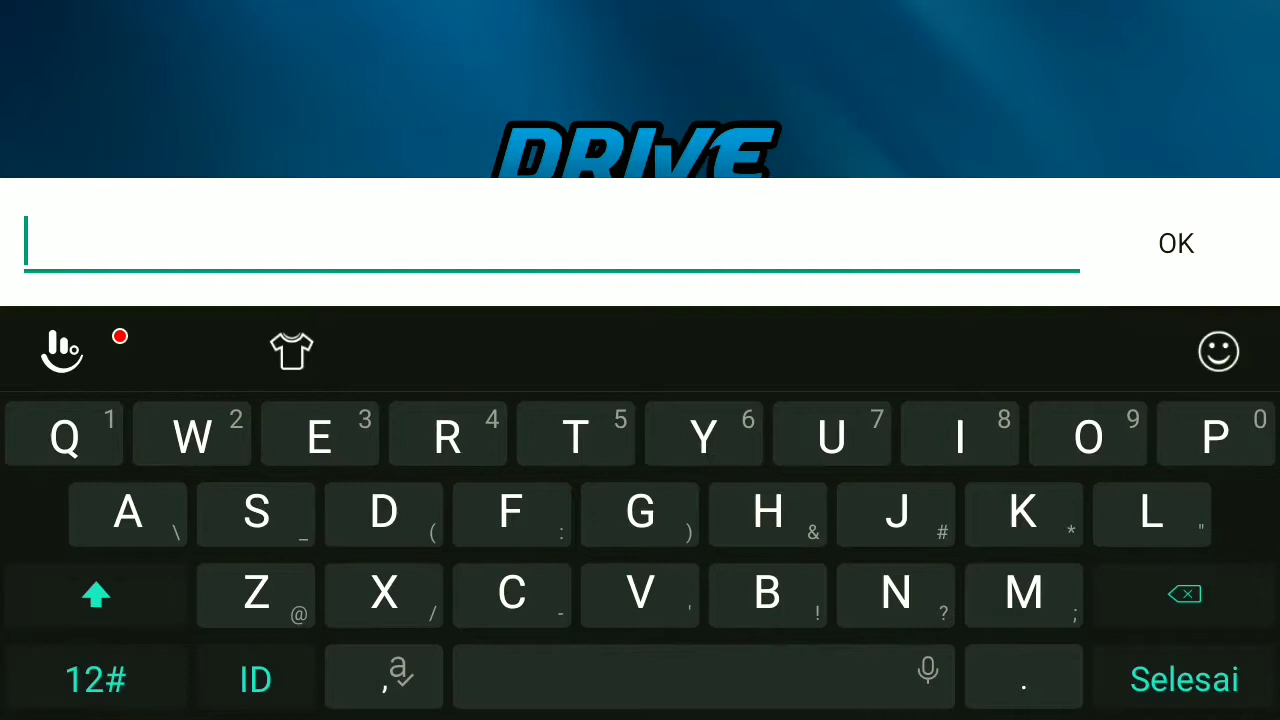 DRIVE
OK
Q 1 W 2 E 3 R 4 T 5 Y 6 U 7 I 8 O 9 P 0
A \ S _ D ( F : G ) H & J # K * L "
Z @ X / C - V ' B ! N ? M ;
12# ID , a . Selesai